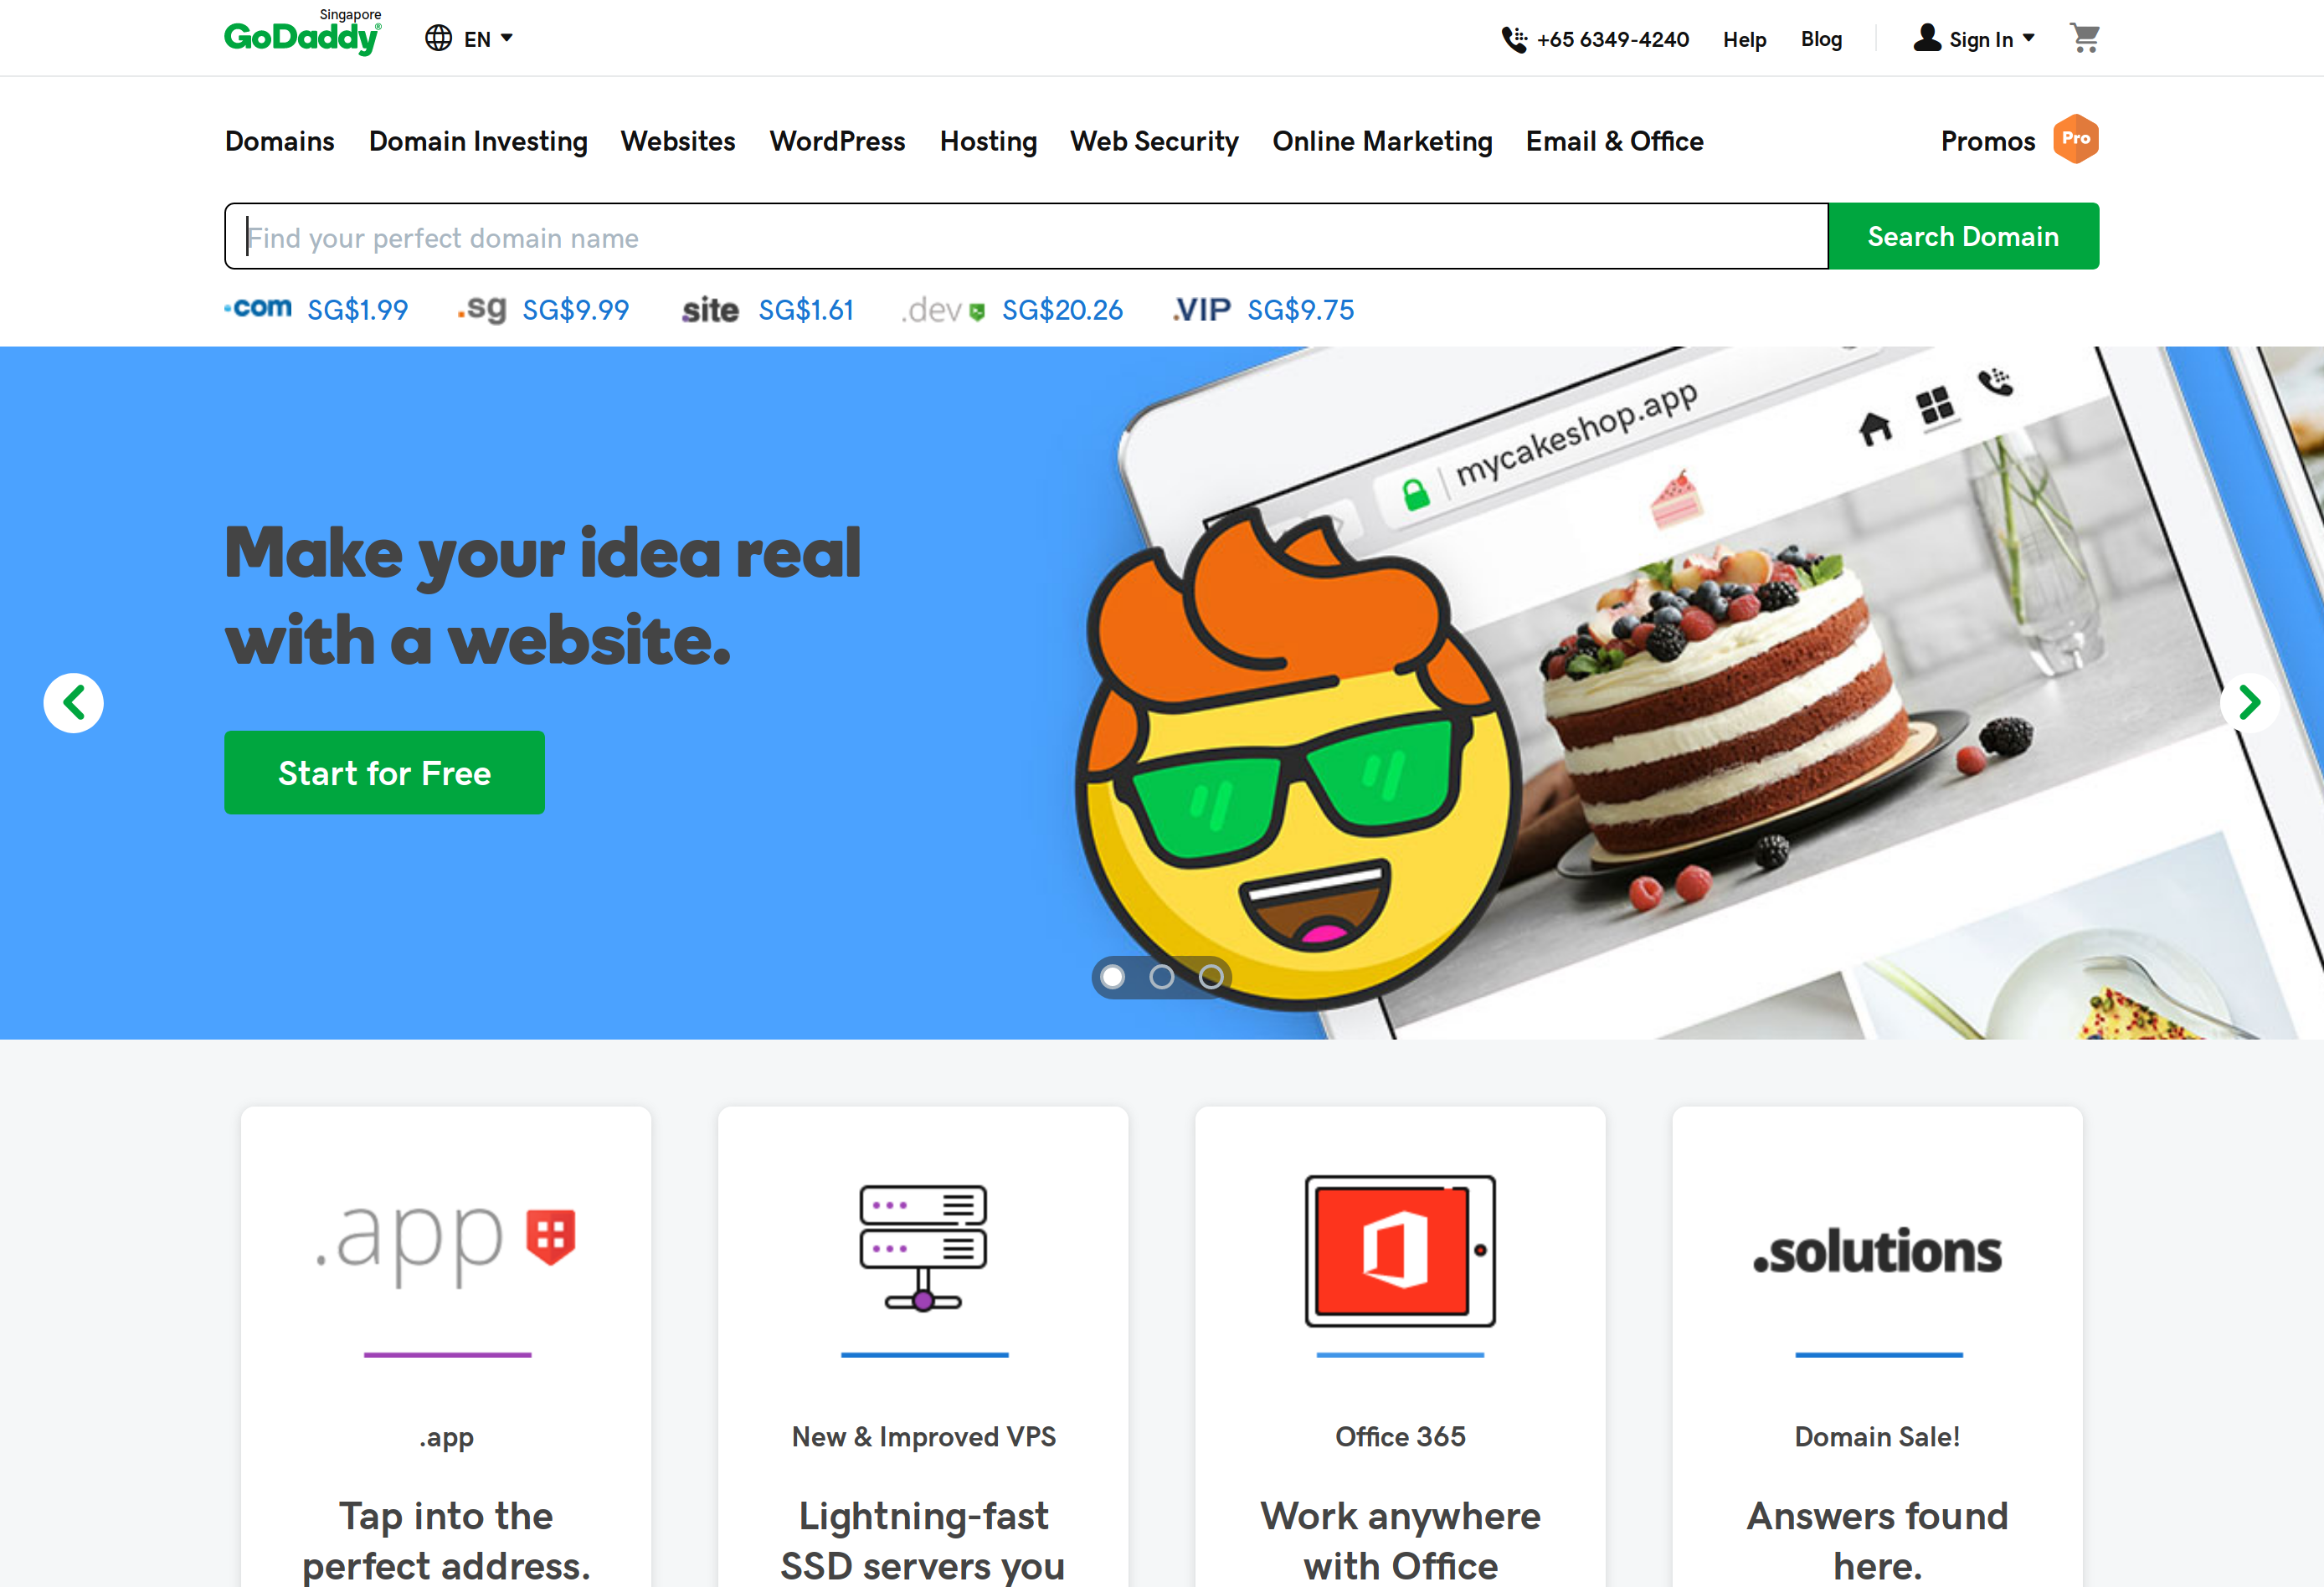 Singapore
GoDaddy®
EN
+65 6349-4240
Help
Blog
Sign In
Domains
Domain Investing
Websites
WordPress
Hosting
Web Security
Online Marketing
Email & Office
Promos
Pro
Find your perfect domain name
Search Domain
.com SG$1.99
.sg SG$9.99
.site SG$1.61
.dev SG$20.26
.VIP SG$9.75
mycakeshop.app
Make your idea real
with a website.
Start for Free
.app
.solutions
.app
New & Improved VPS
Office 365
Domain Sale!
Tap into the
perfect address.
Lightning-fast
SSD servers you
Work anywhere
with Office
Answers found
here.